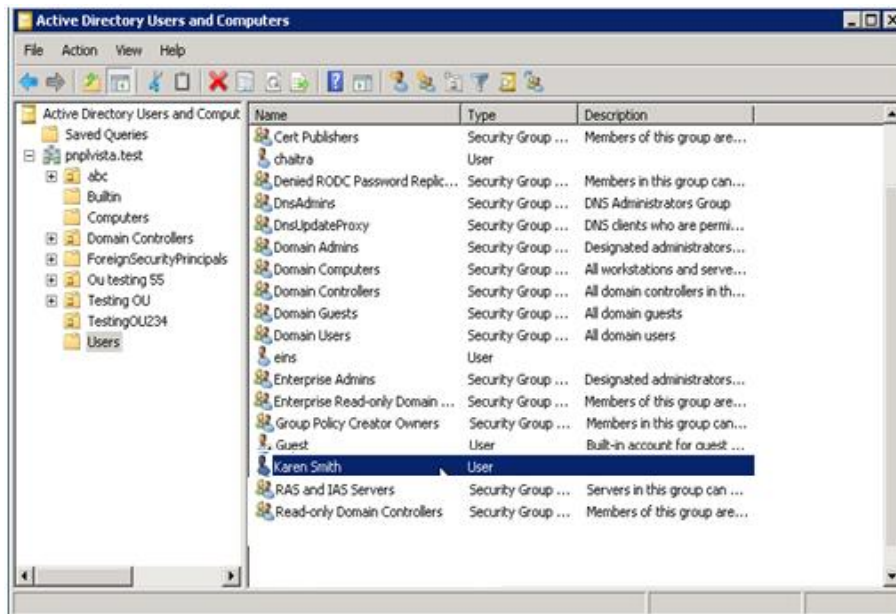 Active Directory Users and Computers
File Action View Help
Active Directory Users and Comput
Saved Queries
pnplvista.test
abc
Builtin
Computers
Domain Controllers
ForeignSecurityPrincipals
Ou testing 55
Testing OU
TestingOU234
Users
Name Type Description
Cert Publishers Security Group ... Members of this group are...
chaitra User
Denied RODC Password Replic... Security Group ... Members in this group can...
DnsAdmins Security Group ... DNS Administrators Group
DnsUpdateProxy Security Group ... DNS clients who are permi...
Domain Admins Security Group ... Designated administrators...
Domain Computers Security Group ... All workstations and serve...
Domain Controllers Security Group ... All domain controllers in th...
Domain Guests Security Group ... All domain guests
Domain Users Security Group ... All domain users
eins User
Enterprise Admins Security Group ... Designated administrators...
Enterprise Read-only Domain ... Security Group ... Members of this group are...
Group Policy Creator Owners Security Group ... Members in this group can...
Guest User Built-in account for guest ...
Karen Smith User
RAS and IAS Servers Security Group ... Servers in this group can ...
Read-only Domain Controllers Security Group ... Members of this group are...